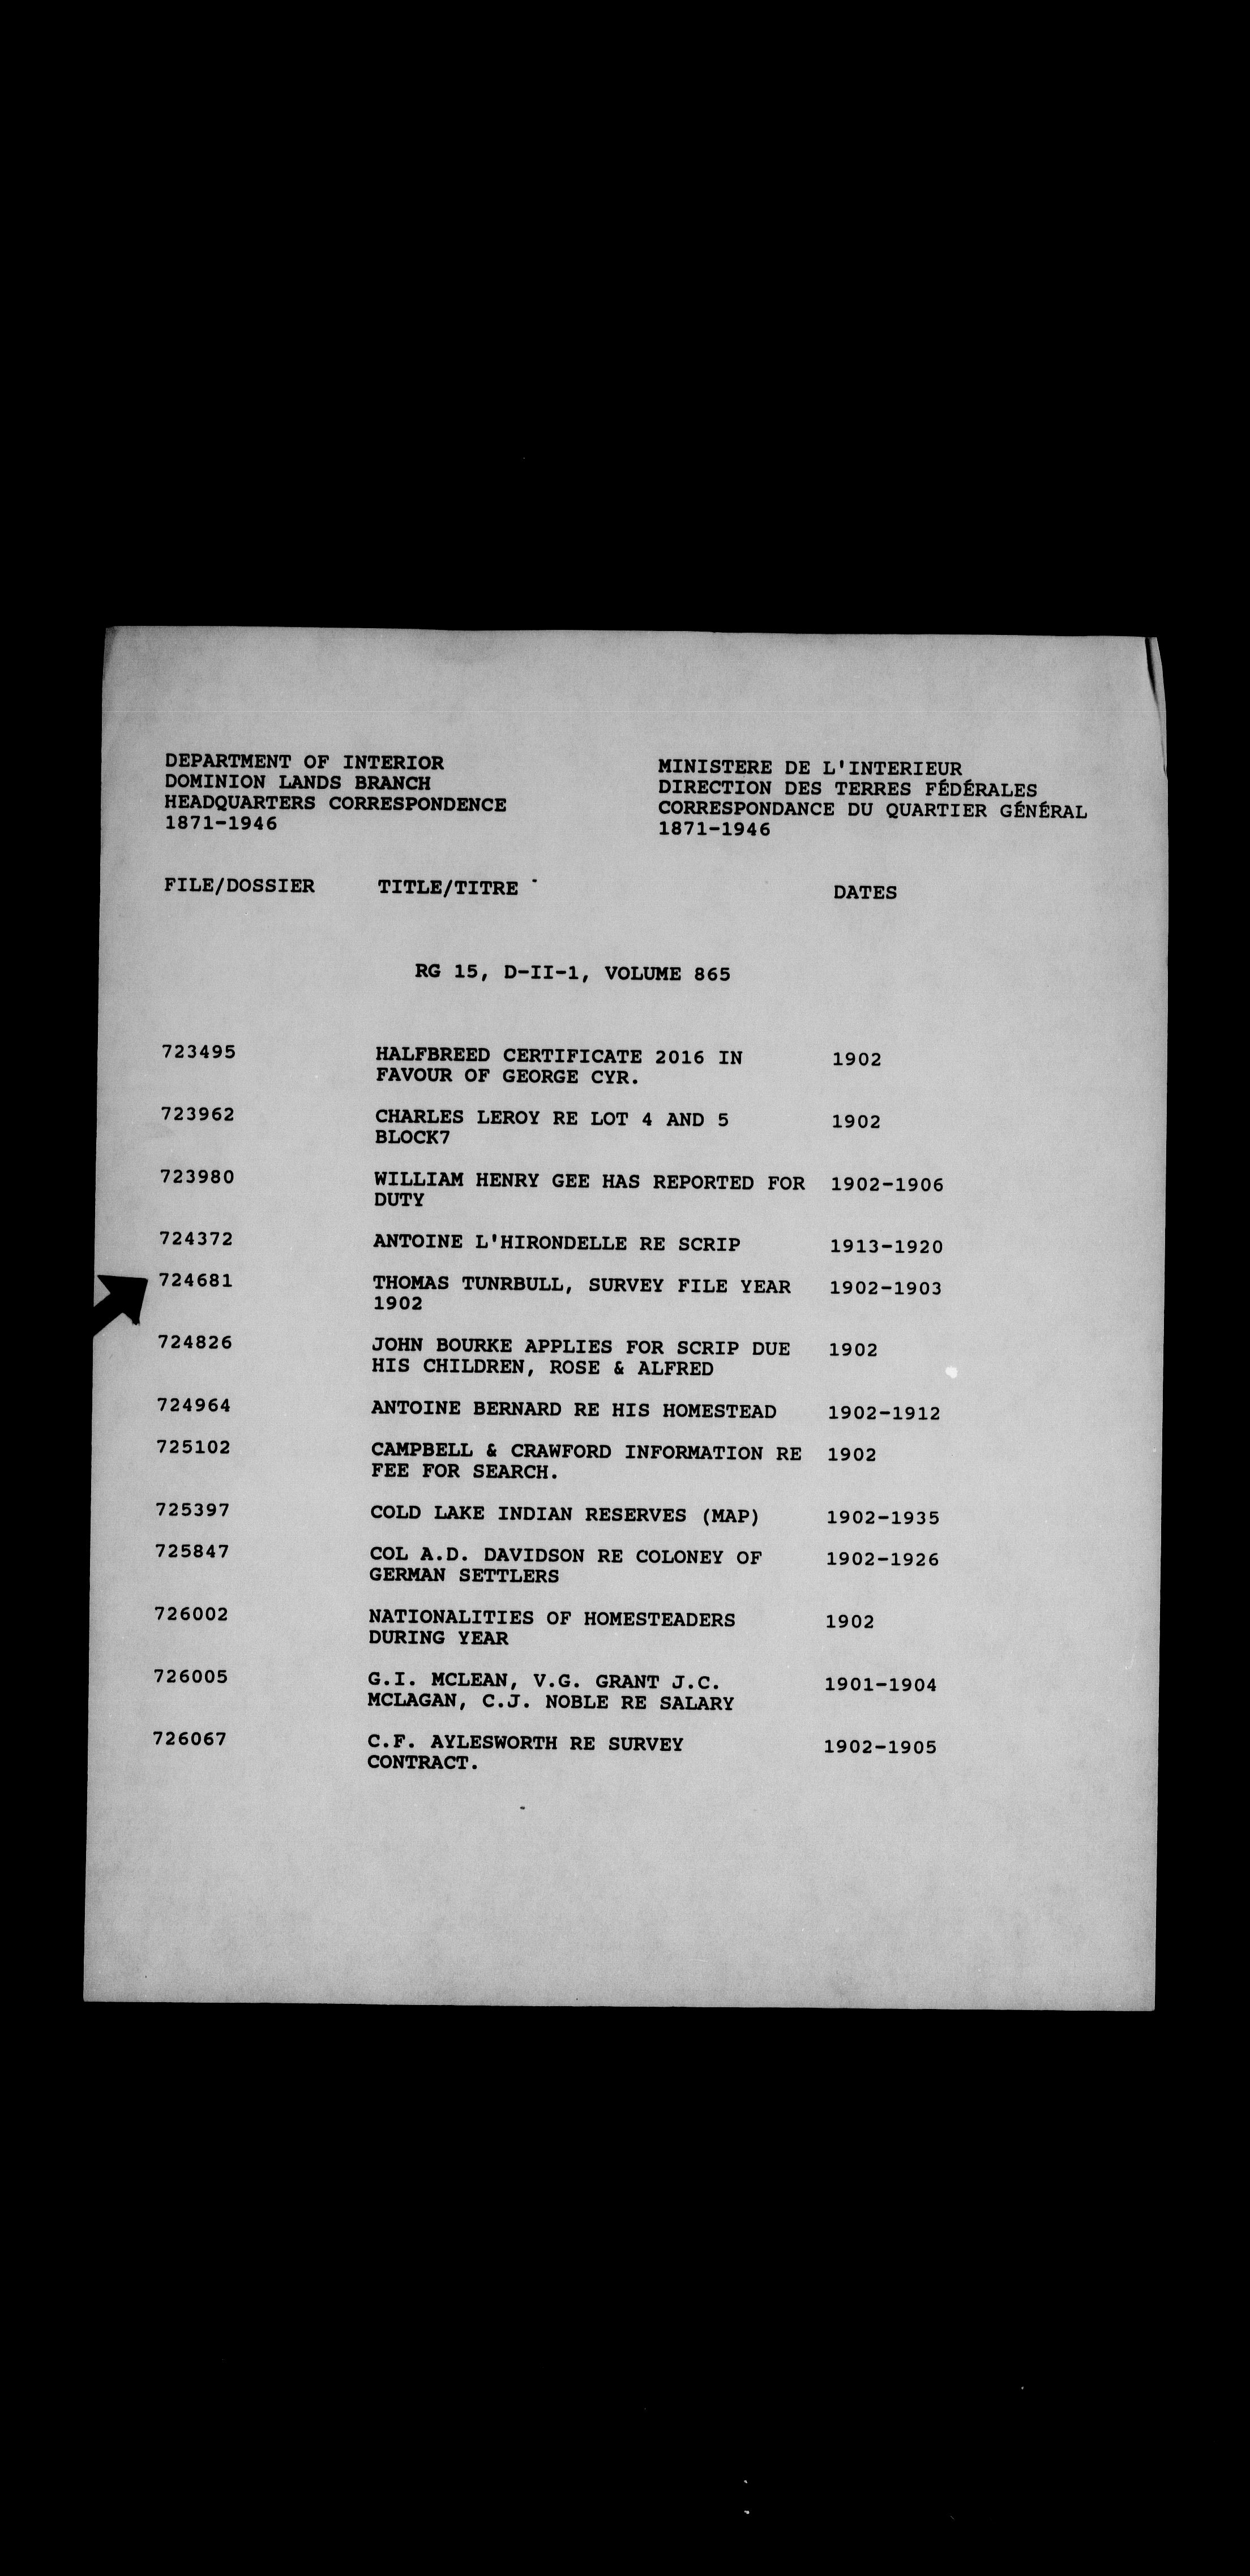 DEPARTMENT OF INTERIOR
DOMINION LANDS BRANCH
HEADQUARTERS CORRESPONDENCE
1871-1946
MINISTERE DE L'INTERIEUR
DIRECTION DES TERRES FÉDÉRALES
CORRESPONDANCE DU QUARTIER GÉNÉRAL
1871-1946
FILE/DOSSIER TITLE/TITRE DATES
RG 15, D-II-1, VOLUME 865
723495 HALFBREED CERTIFICATE 2016 IN 1902
FAVOUR OF GEORGE CYR.
723962 CHARLES LEROY RE LOT 4 AND 5 1902
BLOCK7
723980 WILLIAM HENRY GEE HAS REPORTED FOR 1902-1906
DUTY
724372 ANTOINE L'HIRONDELLE RE SCRIP 1913-1920
724681 THOMAS TUNRBULL, SURVEY FILE YEAR 1902-1903
1902
724826 JOHN BOURKE APPLIES FOR SCRIP DUE 1902
HIS CHILDREN, ROSE & ALFRED
724964 ANTOINE BERNARD RE HIS HOMESTEAD 1902-1912
725102 CAMPBELL & CRAWFORD INFORMATION RE 1902
FEE FOR SEARCH.
725397 COLD LAKE INDIAN RESERVES (MAP) 1902-1935
725847 COL A.D. DAVIDSON RE COLONEY OF 1902-1926
GERMAN SETTLERS
726002 NATIONALITIES OF HOMESTEADERS 1902
DURING YEAR
726005 G.I. MCLEAN, V.G. GRANT J.C. 1901-1904
MCLAGAN, C.J. NOBLE RE SALARY
726067 C.F. AYLESWORTH RE SURVEY 1902-1905
CONTRACT.